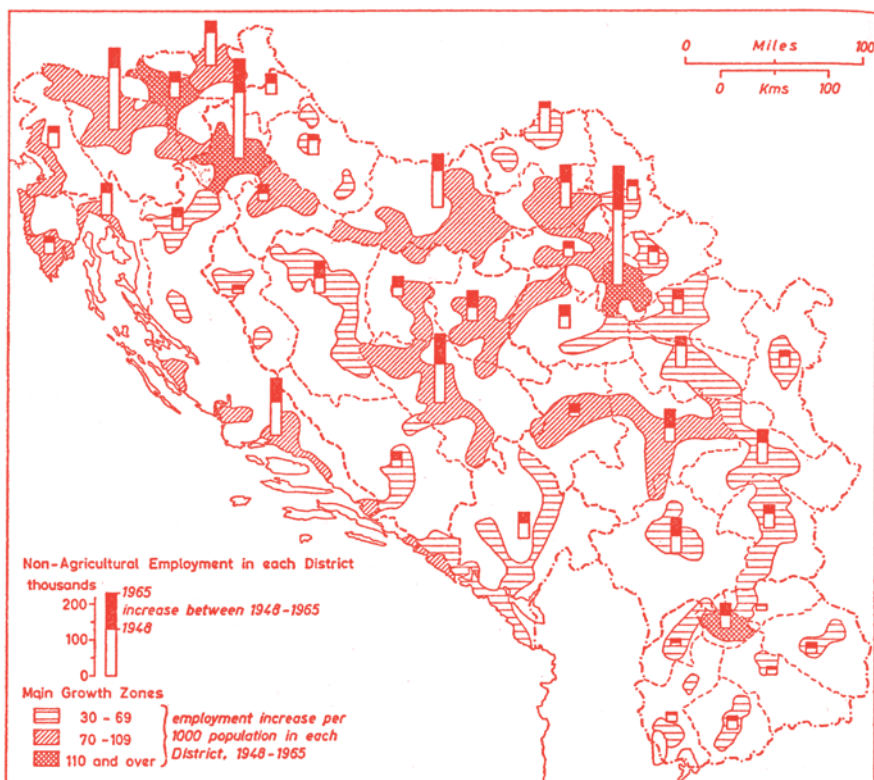 0 Miles 100
0 Kms 100
Non-Agricultural Employment in each District
thousands
1965
200
increase between 1948-1965
1948
100
0
Main Growth Zones
30 - 69
employment increase per
70 - 109
1000 population in each
110 and over
District, 1948-1965